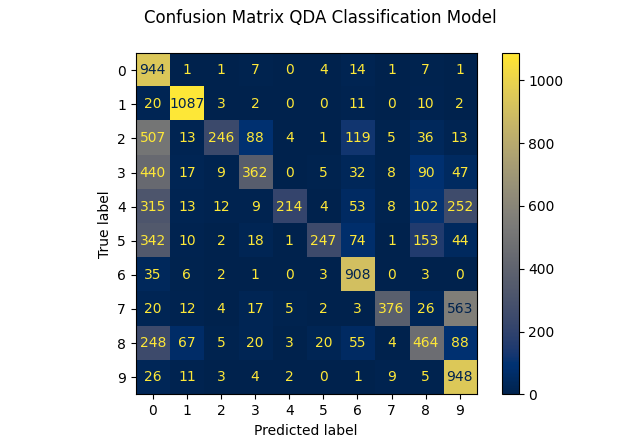 Confusion Matrix QDA Classification Model
0 944 1 1 7 0 4 14 1 7 1
1 20 1087 3 2 0 0 11 0 10 2
2 507 13 246 88 4 1 119 5 36 13
3 440 17 9 362 0 5 32 8 90 47
4 315 13 12 9 214 4 53 8 102 252
5 342 10 2 18 1 247 74 1 153 44
6 35 6 2 1 0 3 908 0 3 0
7 20 12 4 17 5 2 3 376 26 563
8 248 67 5 20 3 20 55 4 464 88
9 26 11 3 4 2 0 1 9 5 948
0 1 2 3 4 5 6 7 8 9
Predicted label
True label
1000
800
600
400
200
0